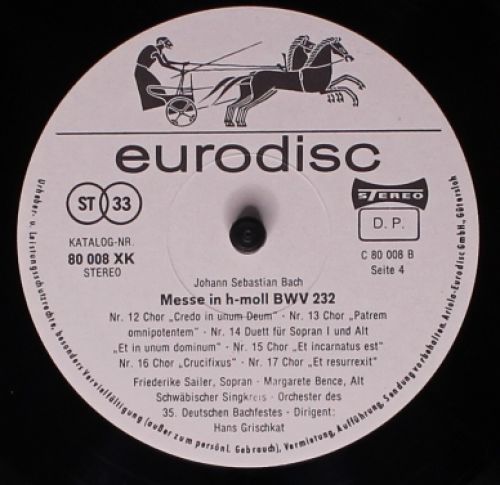 eurodisc
ST 33
STEREO
D. P.
KATALOG-NR.
80 008 XK
STEREO
C 80 008 B
Seite 4
Johann Sebastian Bach
Messe in h-moll BWV 232
Nr. 12 Chor „Credo in unum Deum“ · Nr. 13 Chor „Patrem
omnipotentem“ · Nr. 14 Duett für Sopran I und Alt
„Et in unum dominum“ · Nr. 15 Chor „Et incarnatus est“
Nr. 16 Chor „Crucifixus“ · Nr. 17 Chor „Et resurrexit“
Friederike Sailer, Sopran - Margarete Bence, Alt
Schwäbischer Singkreis - Orchester des
35. Deutschen Bachfestes - Dirigent:
Hans Grischkat
Urheber- u. Leistungsschutzrechte, besonders Vervielfältigung (außer zum persönl. Gebrauch), Vermietung, Aufführung, Sendung vorbehalten. Ariola-Eurodisc GmbH., Gütersloh